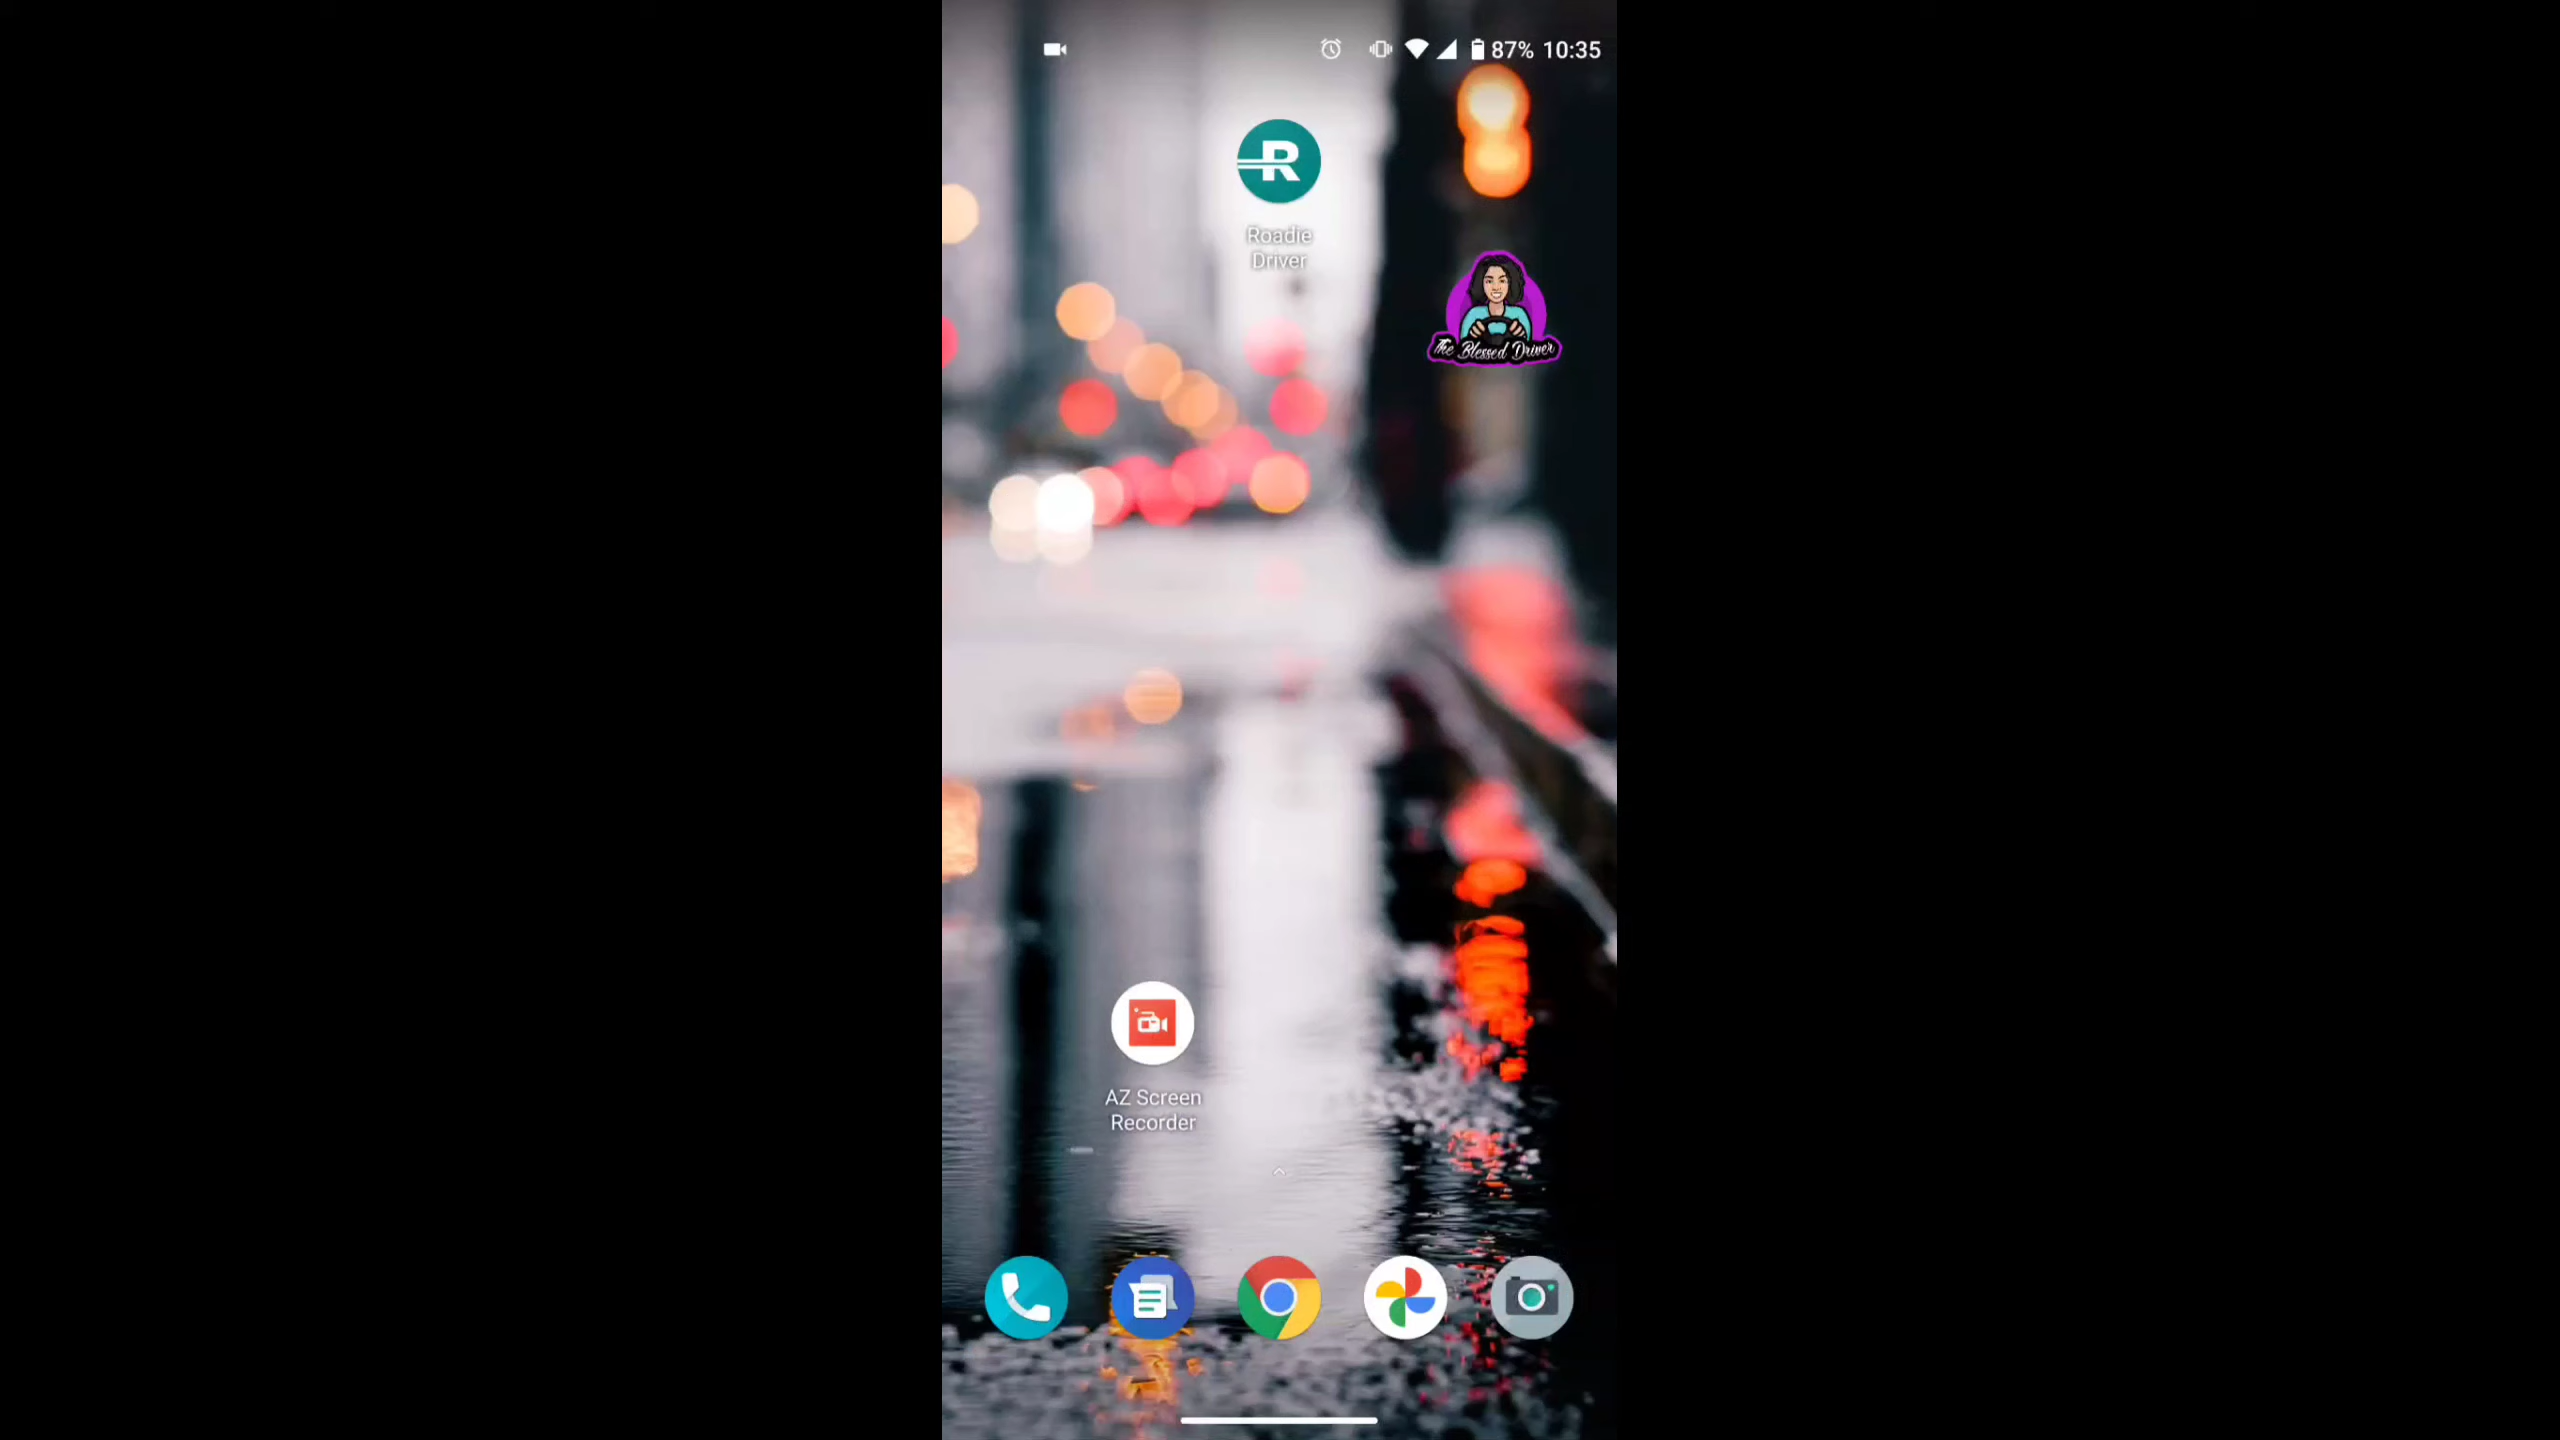 87% 10:35
Roadie
Driver
The Blessed Driver
AZ Screen
Recorder